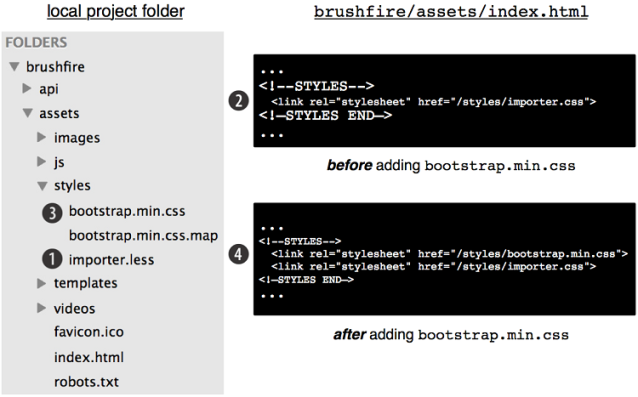 local project folder
FOLDERS
brushfire
api
assets
images
js
styles
3 bootstrap.min.css
bootstrap.min.css.map
1 importer.less
templates
videos
favicon.ico
index.html
robots.txt
brushfire/assets/index.html
2
...
<!--STYLES-->
<link rel="stylesheet" href="/styles/importer.css">
<!—STYLES END—>
...
before adding bootstrap.min.css
4
...
<!--STYLES-->
<link rel="stylesheet" href="/styles/bootstrap.min.css">
<link rel="stylesheet" href="/styles/importer.css">
<!—STYLES END—>
...
after adding bootstrap.min.css